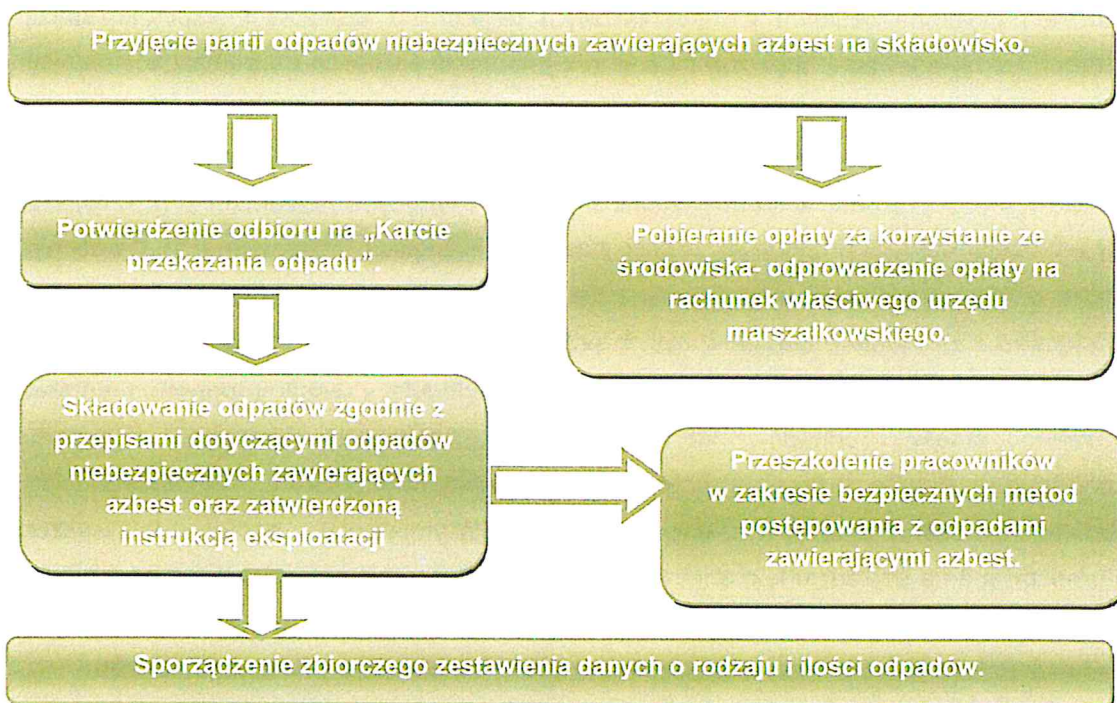 Przyjęcie partii odpadów niebezpiecznych zawierających azbest na składowisko.
Potwierdzenie odbioru na „Karcie
przekazania odpadu”.
Pobieranie opłaty za korzystanie ze
środowiska- odprowadzenie opłaty na
rachunek właściwego urzędu
marszałkowskiego.
Składowanie odpadów zgodnie z
przepisami dotyczącymi odpadów
niebezpiecznych zawierających
azbest oraz zatwierdzoną
instrukcją eksploatacji
Przeszkolenie pracowników
w zakresie bezpiecznych metod
postępowania z odpadami
zawierającymi azbest.
Sporządzenie zbiorczego zestawienia danych o rodzaju i ilości odpadów.